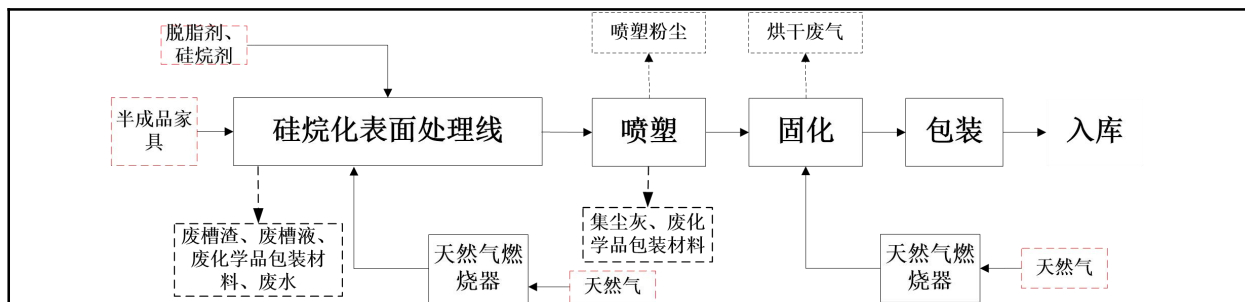 脱脂剂、
硅烷剂
喷塑粉尘
烘干废气
半成品家
具
硅烷化表面处理线
喷塑
固化
包装
入库
废槽渣、废槽液、
废化学品包装材
料、废水
集尘灰、废化
学品包装材料
天然气燃
烧器
天然气
天然气燃
烧器
天然气